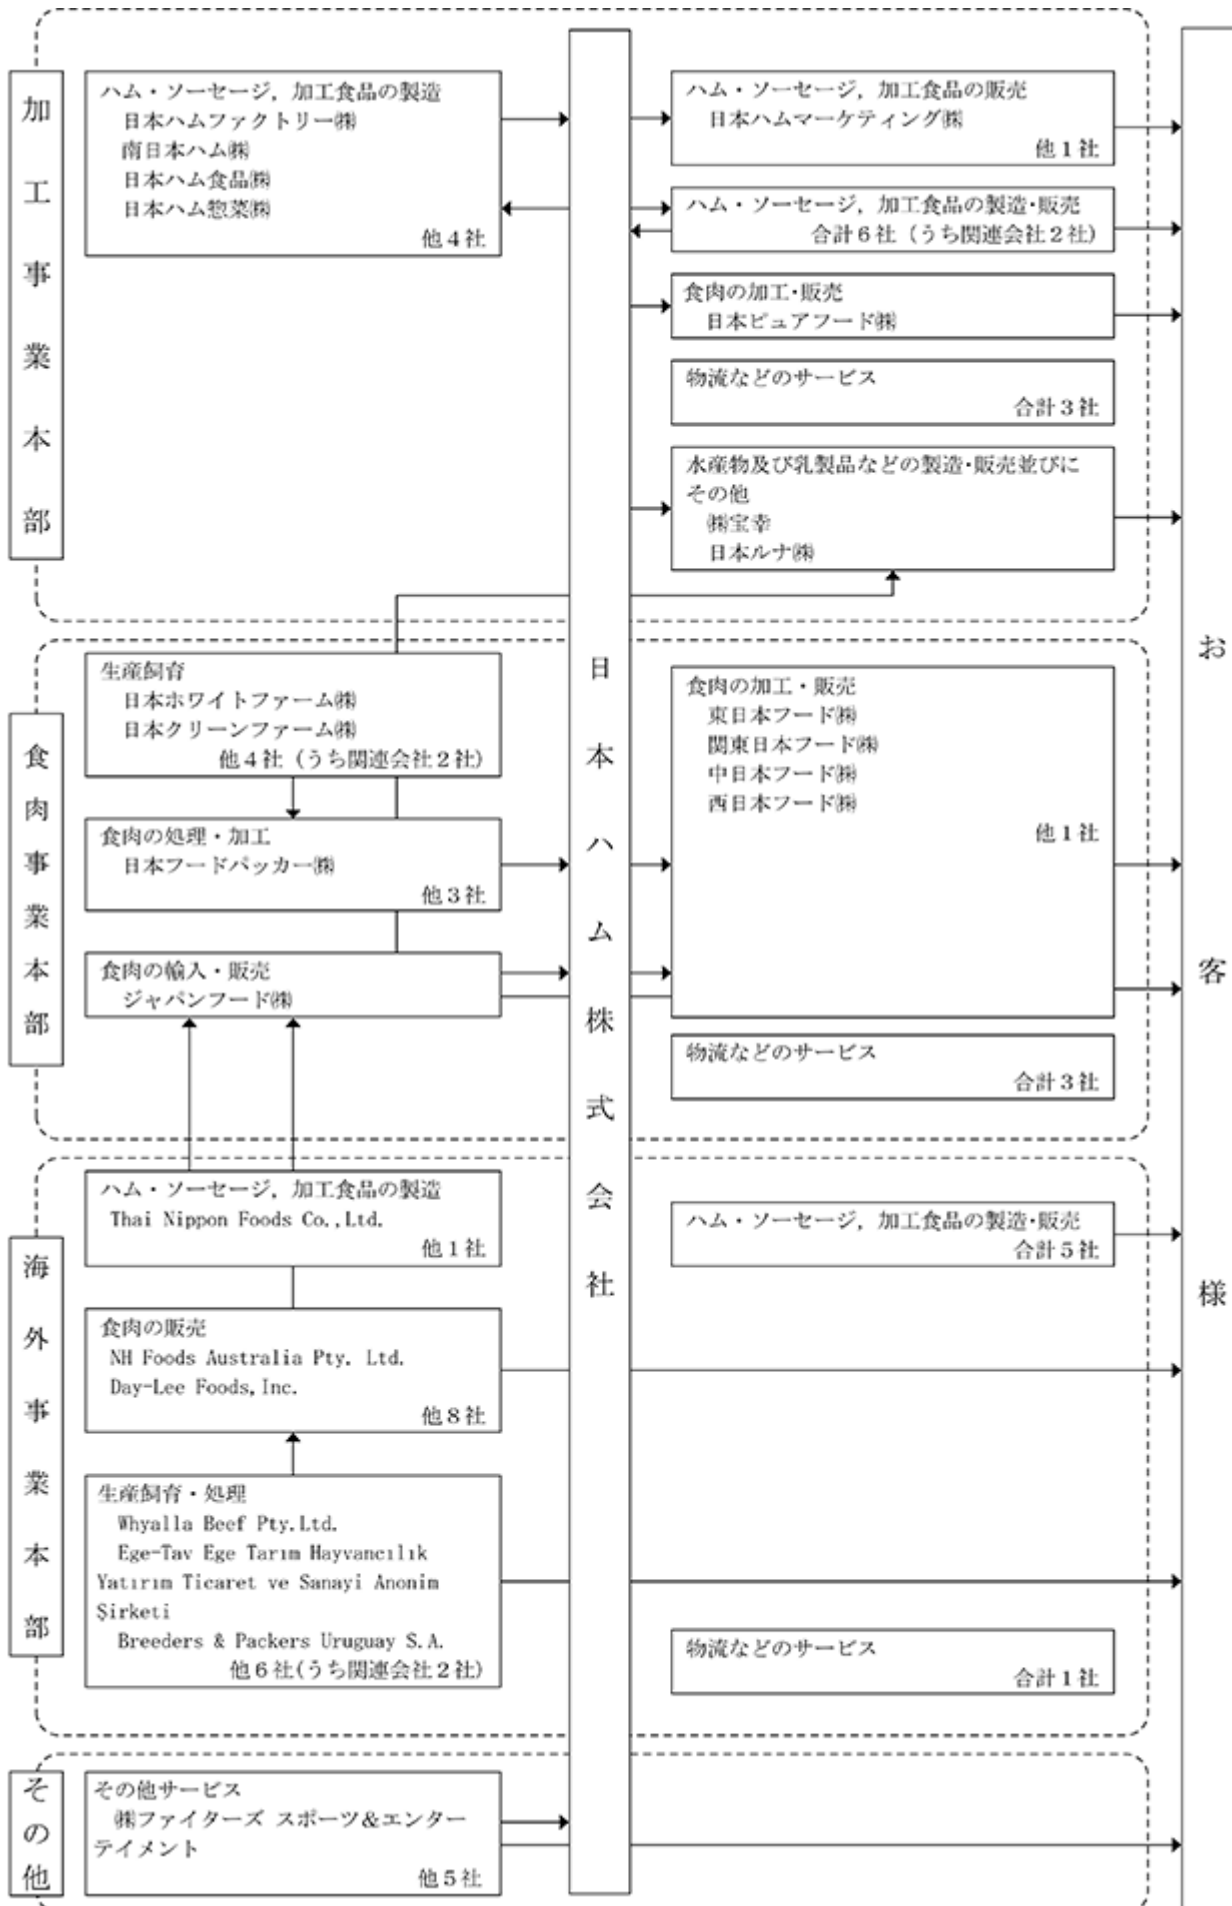 加工事業本部
ハム・ソーセージ，加工食品の製造
日本ハムファクトリー㈱
南日本ハム㈱
日本ハム食品㈱
日本ハム惣菜㈱
他４社
ハム・ソーセージ，加工食品の販売
日本ハムマーケティング㈱
他１社
ハム・ソーセージ，加工食品の製造・販売
合計６社（うち関連会社２社）
食肉の加工・販売
日本ピュアフード㈱
物流などのサービス
合計３社
水産物及び乳製品などの製造・販売並びに
その他
㈱宝幸
日本ルナ㈱
食肉事業本部
生産飼育
日本ホワイトファーム㈱
日本クリーンファーム㈱
他４社（うち関連会社２社）
食肉の処理・加工
日本フードパッカー㈱
他３社
食肉の輸入・販売
ジャパンフード㈱
食肉の加工・販売
東日本フード㈱
関東日本フード㈱
中日本フード㈱
西日本フード㈱
他１社
物流などのサービス
合計３社
海外事業本部
ハム・ソーセージ，加工食品の製造
Thai Nippon Foods Co.,Ltd.
他１社
食肉の販売
NH Foods Australia Pty. Ltd.
Day-Lee Foods,Inc.
他８社
生産飼育・処理
Whyalla Beef Pty.Ltd.
Ege-Tav Ege Tarım Hayvancılık
Yatırım Ticaret ve Sanayi Anonim
Şirketi
Breeders & Packers Uruguay S.A.
他６社(うち関連会社２社)
ハム・ソーセージ，加工食品の製造・販売
合計５社
物流などのサービス
合計１社
その他
その他サービス
㈱ファイターズ スポーツ＆エンター
テイメント
他５社
日本ハム株式会社
お客様